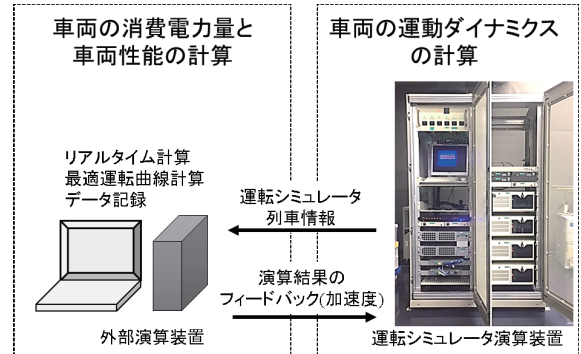 車両の消費電力量と
車両性能の計算
車両の運動ダイナミクス
の計算
リアルタイム計算
最適運転曲線計算
データ記録
運転シミュレータ
列車情報
演算結果の
フィードバック(加速度)
外部演算装置
運転シミュレータ演算装置